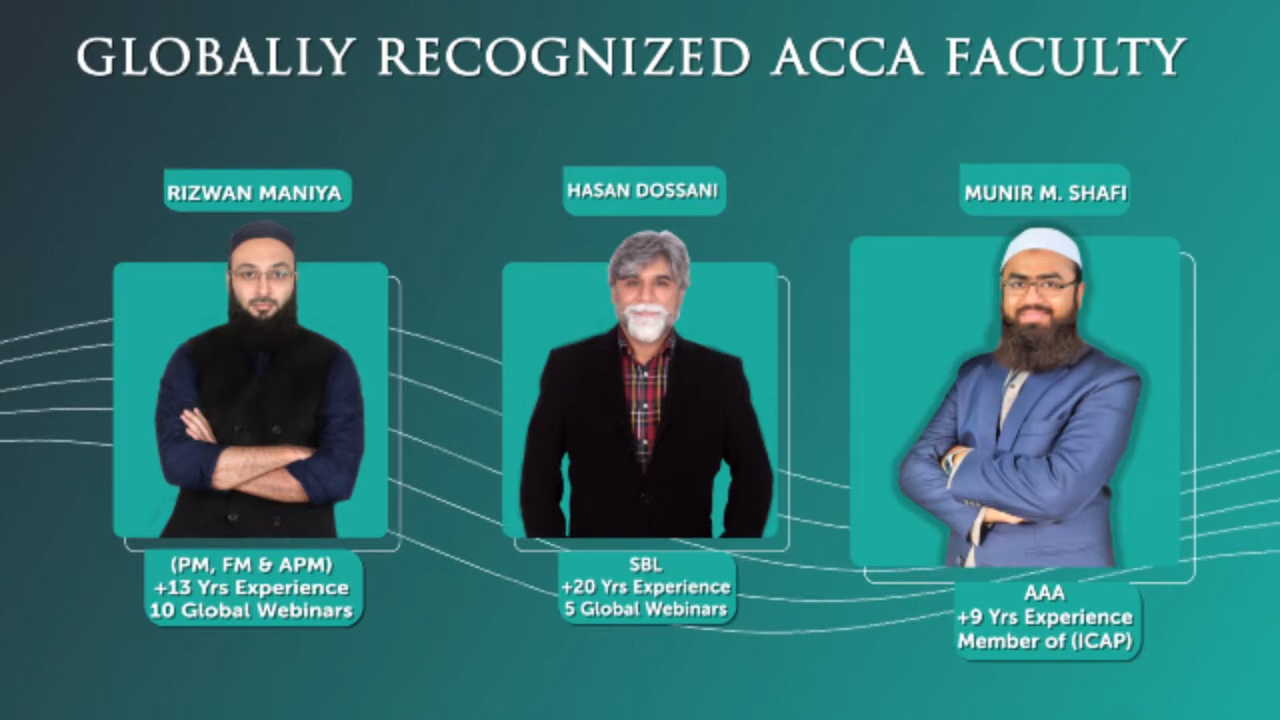 GLOBALLY RECOGNIZED ACCA FACULTY
RIZWAN MANIYA
(PM, FM & APM)
+13 Yrs Experience
10 Global Webinars
HASAN DOSSANI
SBL
+20 Yrs Experience
5 Global Webinars
MUNIR M. SHAFI
AAA
+9 Yrs Experience
Member of (ICAP)